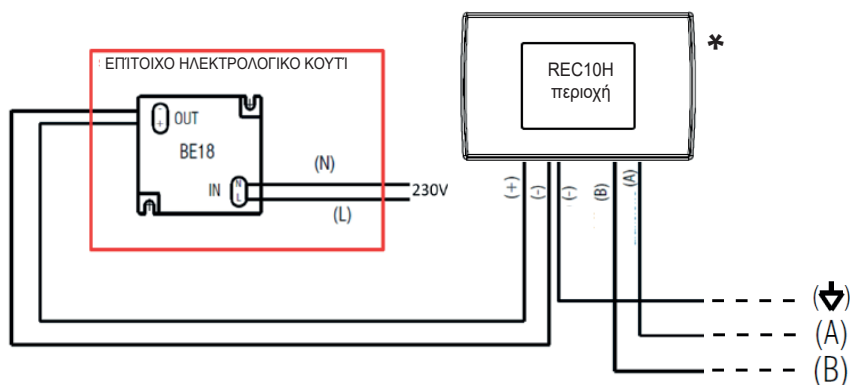 ΕΠΙΤΟΙΧΟ ΗΛΕΚΤΡΟΛΟΓΙΚΟ ΚΟΥΤΙ
REC10H
περιοχή
*
-
+
OUT
BE18
IN
N
L
(N)
(L)
230V
(+)
(-)
(-)
(B)
(A)
(A)
(B)